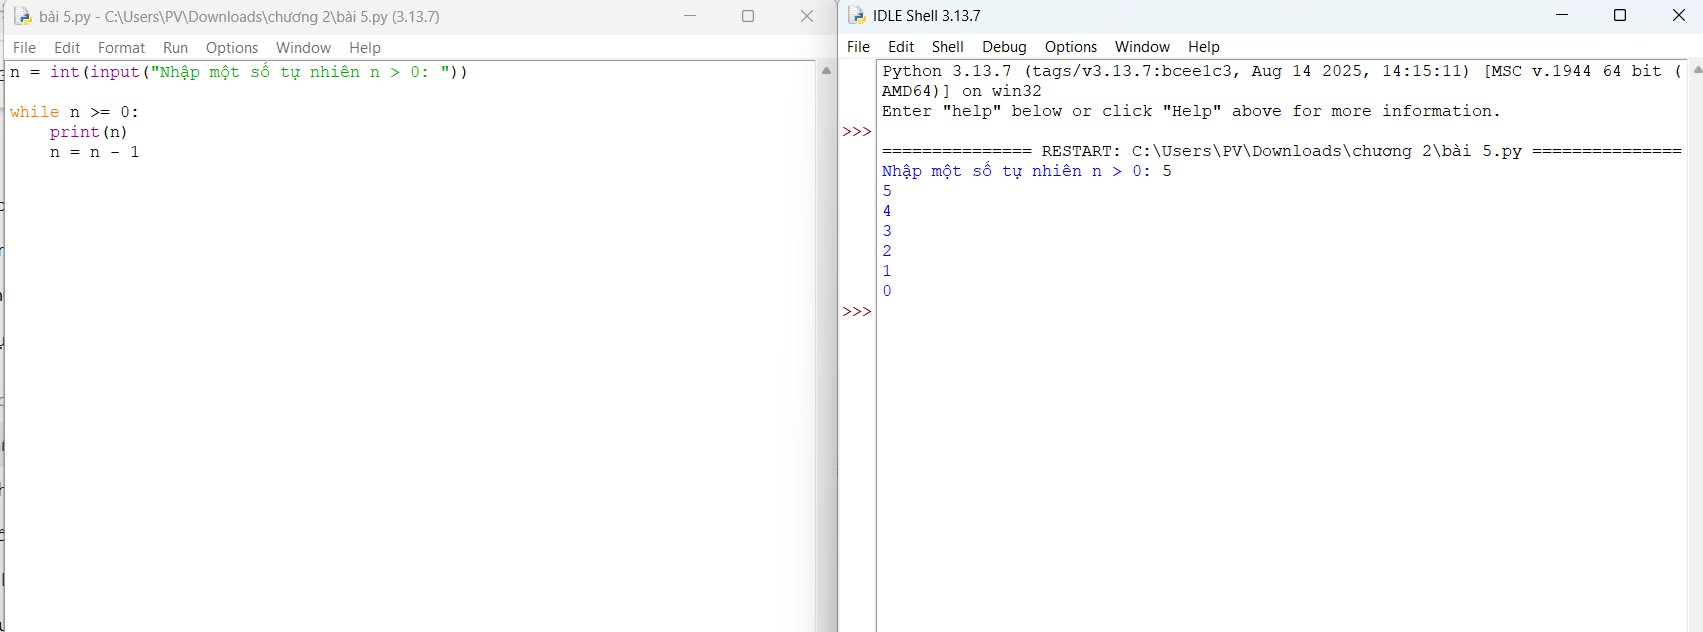 bài 5.py - C:\Users\PV\Downloads\chương 2\bài 5.py (3.13.7)
File Edit Format Run Options Window Help
n = int(input("Nhập một số tự nhiên n > 0: "))
while n >= 0:
    print(n)
    n = n - 1
IDLE Shell 3.13.7
File Edit Shell Debug Options Window Help
Python 3.13.7 (tags/v3.13.7:bcee1c3, Aug 14 2025, 14:15:11) [MSC v.1944 64 bit (
AMD64)] on win32
Enter "help" below or click "Help" above for more information.
>>>
=============== RESTART: C:\Users\PV\Downloads\chương 2\bài 5.py ===============
Nhập một số tự nhiên n > 0: 5
5
4
3
2
1
0
>>>